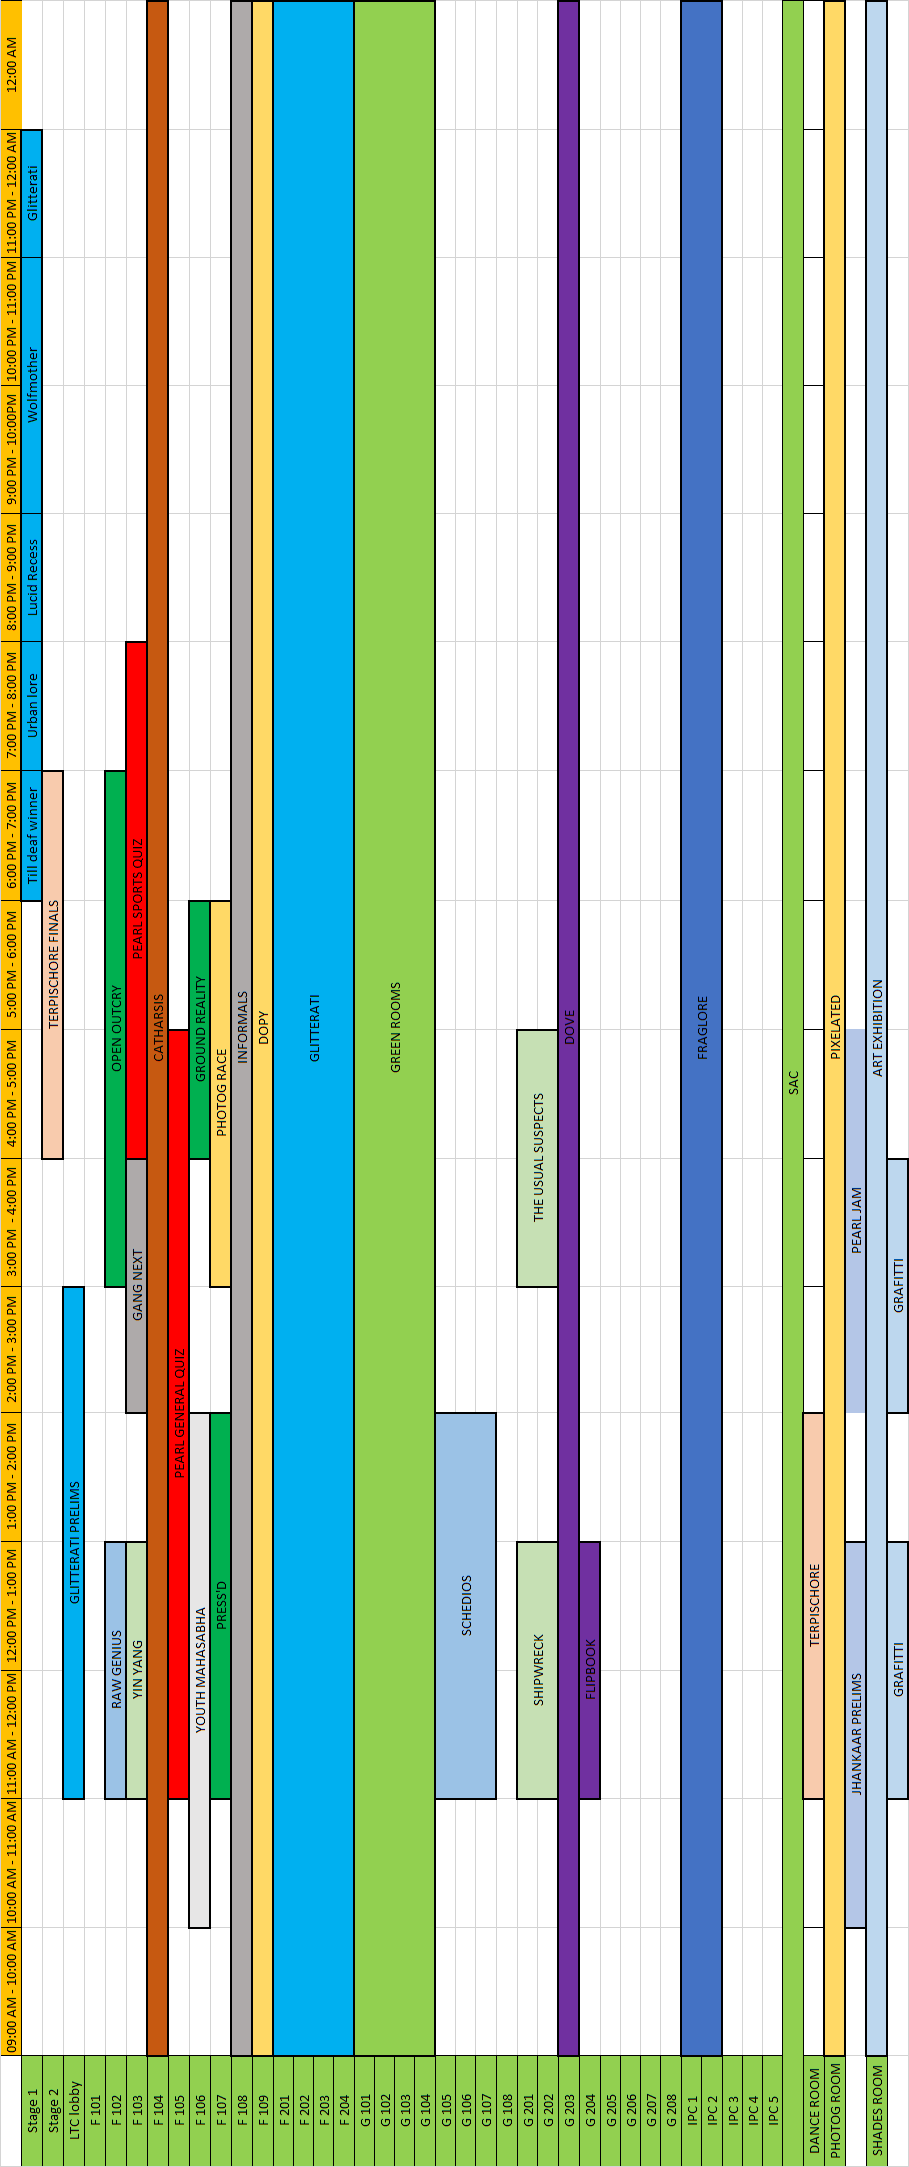 09:00 AM - 10:00 AM
10:00 AM - 11:00 AM
11:00 AM - 12:00 PM
12:00 PM - 1:00 PM
1:00 PM - 2:00 PM
2:00 PM - 3:00 PM
3:00 PM - 4:00 PM
4:00 PM - 5:00 PM
5:00 PM - 6:00 PM
6:00 PM - 7:00 PM
7:00 PM - 8:00 PM
8:00 PM - 9:00 PM
9:00 PM - 10:00PM
10:00 PM - 11:00 PM
11:00 PM - 12:00 AM
12:00 AM
Stage 1
Till deaf winner
Urban lore
Lucid Recess
Wolfmother
Glitterati
Stage 2
TERPISCHORE FINALS
LTC lobby
GLITTERATI PRELIMS
F 101
F 102
RAW GENIUS
OPEN OUTCRY
F 103
YIN YANG
GANG NEXT
PEARL SPORTS QUIZ
F 104
CATHARSIS
F 105
PEARL GENERAL QUIZ
F 106
YOUTH MAHASABHA
GROUND REALITY
F 107
PRESS'D
PHOTOG RACE
F 108
INFORMALS
F 109
DOPY
F 201
F 202
F 203
F 204
GLITTERATI
G 101
G 102
G 103
G 104
GREEN ROOMS
G 105
G 106
G 107
SCHEDIOS
G 108
G 201
G 202
SHIPWRECK
THE USUAL SUSPECTS
G 203
DOVE
G 204
FLIPBOOK
G 205
G 206
G 207
G 208
IPC 1
IPC 2
FRAGLORE
IPC 3
IPC 4
IPC 5
SAC
DANCE ROOM
TERPISCHORE
PHOTOG ROOM
PIXELATED
JHANKAAR PRELIMS
PEARL JAM
SHADES ROOM
ART EXHIBITION
GRAFITTI
GRAFITTI